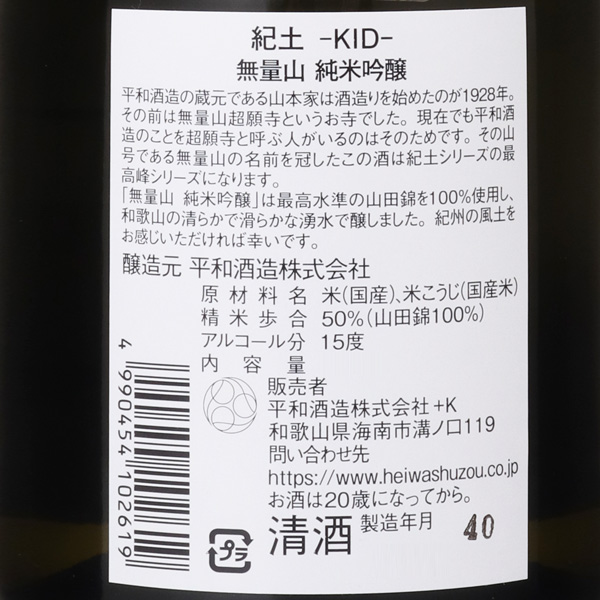 紀土 -KID-
無量山 純米吟醸
平和酒造の蔵元である山本家は酒造りを始めたのが1928年。
その前は無量山超願寺というお寺でした。現在でも平和酒
造のことを超願寺と呼ぶ人がいるのはそのためです。その山
号である無量山の名前を冠したこの酒は紀土シリーズの最
高峰シリーズになります。
「無量山 純米吟醸」は最高水準の山田錦を100%使用し、
和歌山の清らかで滑らかな湧水で醸しました。紀州の風土を
お感じいただければ幸いです。
醸造元 平和酒造株式会社
原材料名 米(国産)、米こうじ(国産米)
精米歩合 50%(山田錦100%)
アルコール分 15度
内容量
販売者
平和酒造株式会社+K
和歌山県海南市溝ノ口119
問い合わせ先
https://www.heiwashuzou.co.jp
お酒は20歳になってから。
プラ 清酒 製造年月 40
4 990454 102619